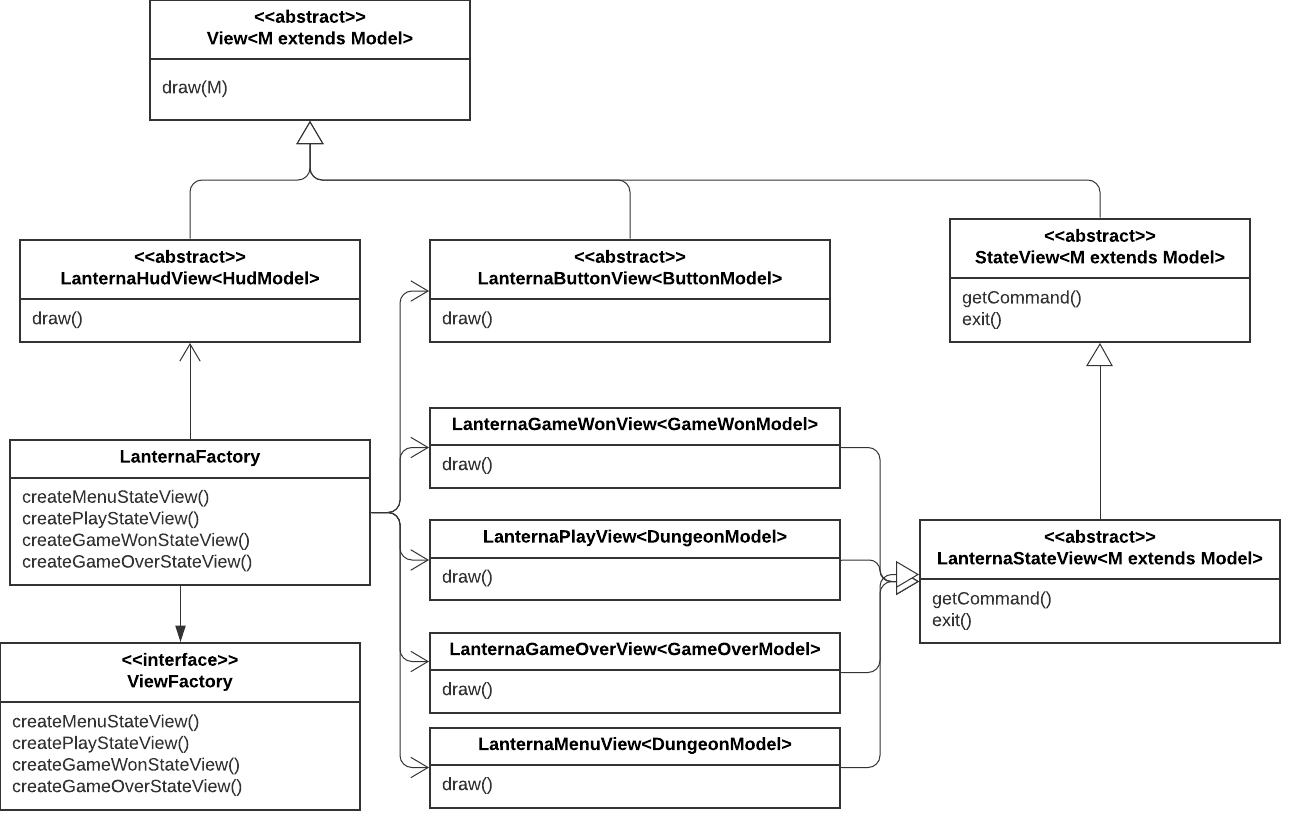 <<abstract>>
View<M extends Model>
draw(M)
<<abstract>>
LanternaHudView<HudModel>
draw()
<<abstract>>
LanternaButtonView<ButtonModel>
draw()
<<abstract>>
StateView<M extends Model>
getCommand()
exit()
LanternaFactory
createMenuStateView()
createPlayStateView()
createGameWonStateView()
createGameOverStateView()
LanternaGameWonView<GameWonModel>
draw()
LanternaPlayView<DungeonModel>
draw()
<<abstract>>
LanternaStateView<M extends Model>
getCommand()
exit()
<<interface>>
ViewFactory
createMenuStateView()
createPlayStateView()
createGameWonStateView()
createGameOverStateView()
LanternaGameOverView<GameOverModel>
draw()
LanternaMenuView<DungeonModel>
draw()